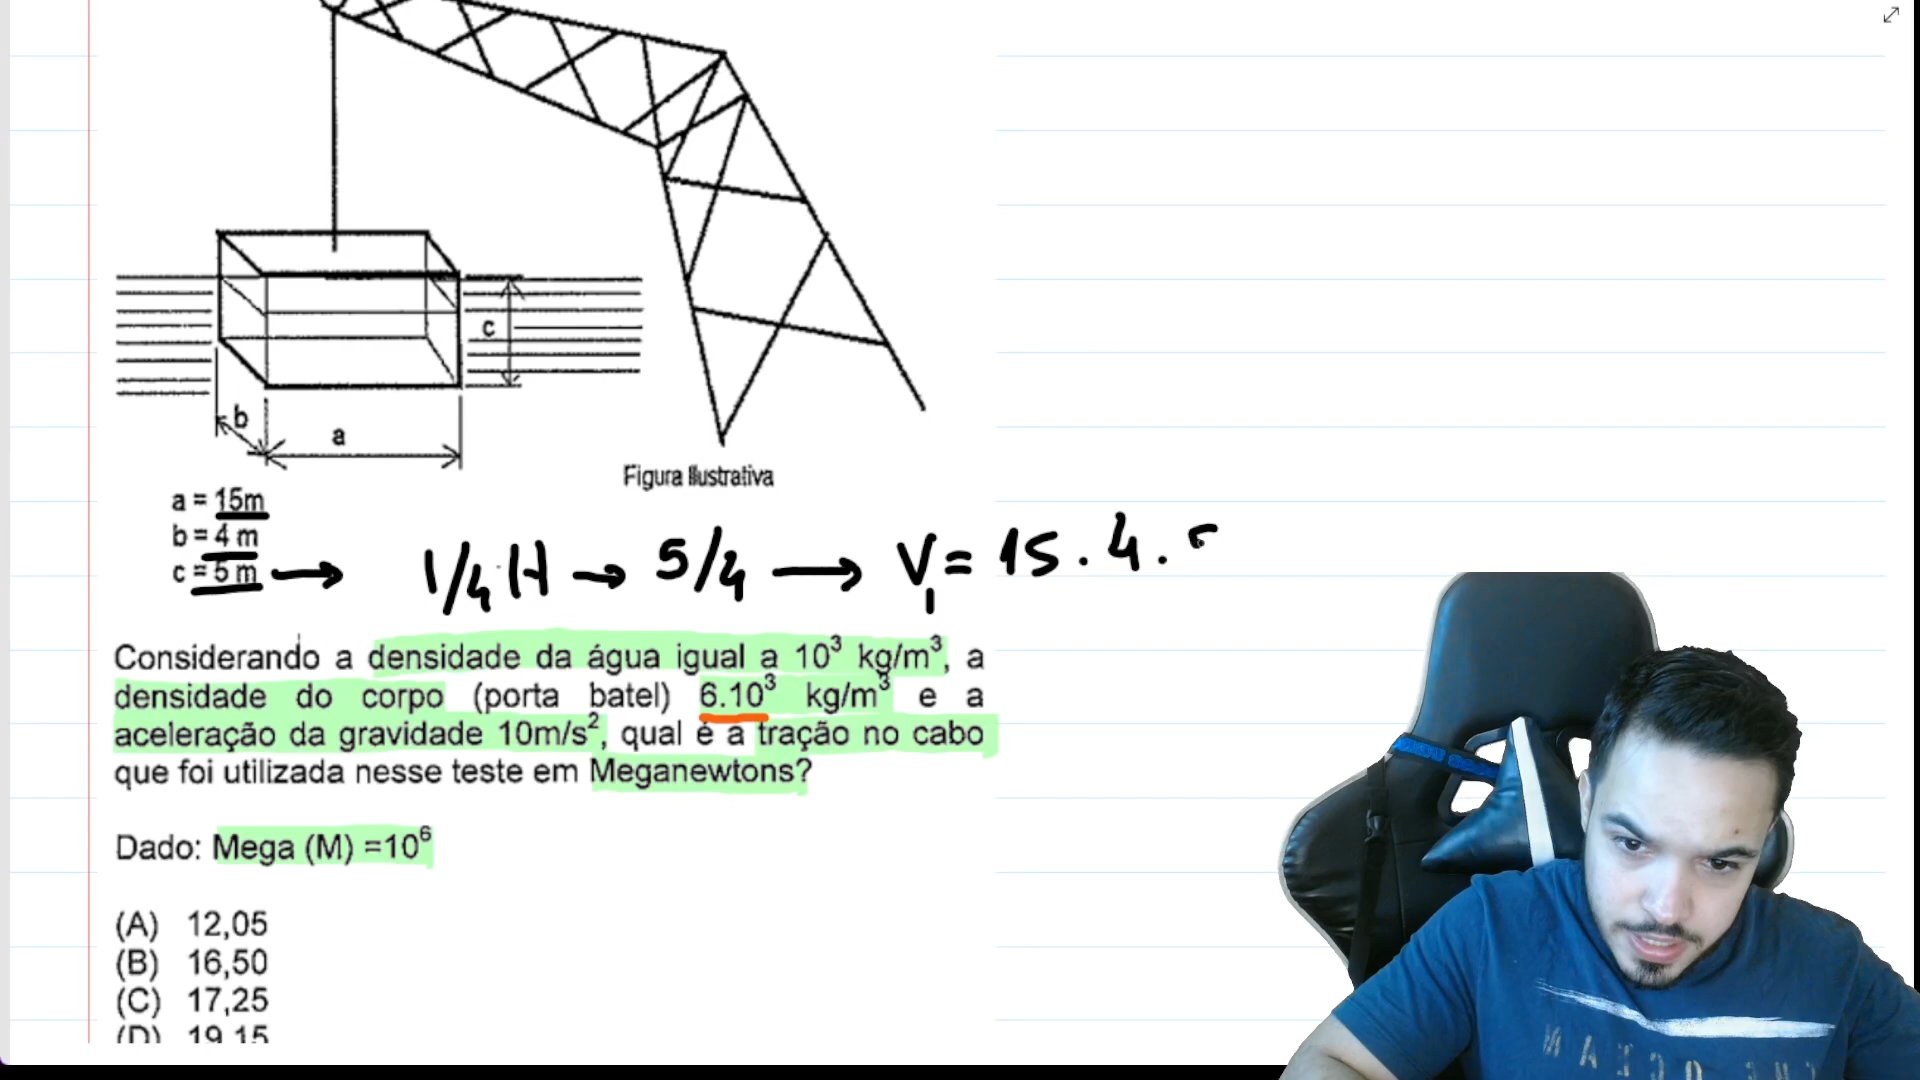 c
b
a
Figura Ilustrativa
a = 15m
b = 4 m
c = 5 m → 1/4 H → 5/4 → V₁ = 15 . 4 .
Considerando a densidade da água igual a 10³ kg/m³, a
densidade do corpo (porta batel) 6.10³ kg/m³ e a
aceleração da gravidade 10m/s², qual é a tração no cabo
que foi utilizada nesse teste em Meganewtons?
Dado: Mega (M) =10⁶
(A) 12,05
(B) 16,50
(C) 17,25
(D) 19,15